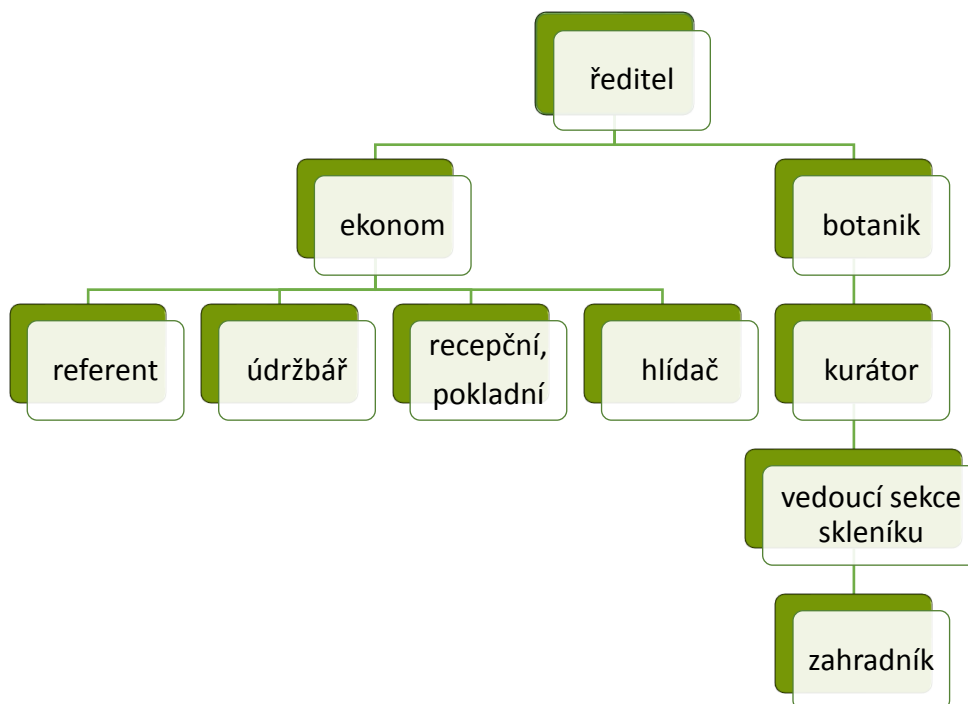 ředitel
ekonom
botanik
referent
údržbář
recepční,
pokladní
hlídač
kurátor
vedoucí sekce
skleníku
zahradník